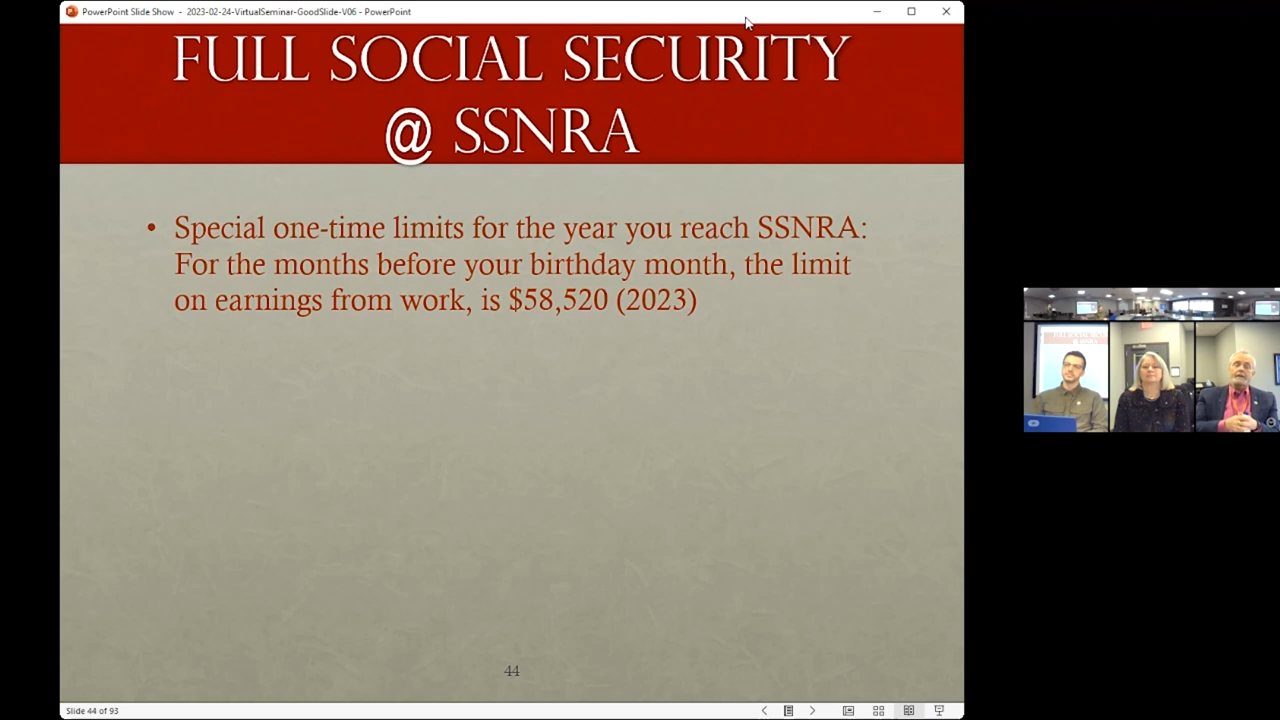 PowerPoint Slide Show - 2023-02-24-VirtualSeminar-GoodSlide-V06 - PowerPoint
FULL SOCIAL SECURITY
@ SSNRA
• Special one-time limits for the year you reach SSNRA:
For the months before your birthday month, the limit
on earnings from work, is $58,520 (2023)
44
Slide 44 of 93